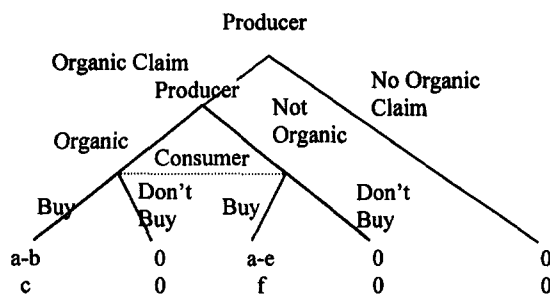 Producer
Organic Claim
No Organic
Claim
Producer
Not
Organic
Organic
Consumer
Buy
Don't
Buy
Buy
Don't
Buy
a-b 0 a-e 0 0
c 0 f 0 0